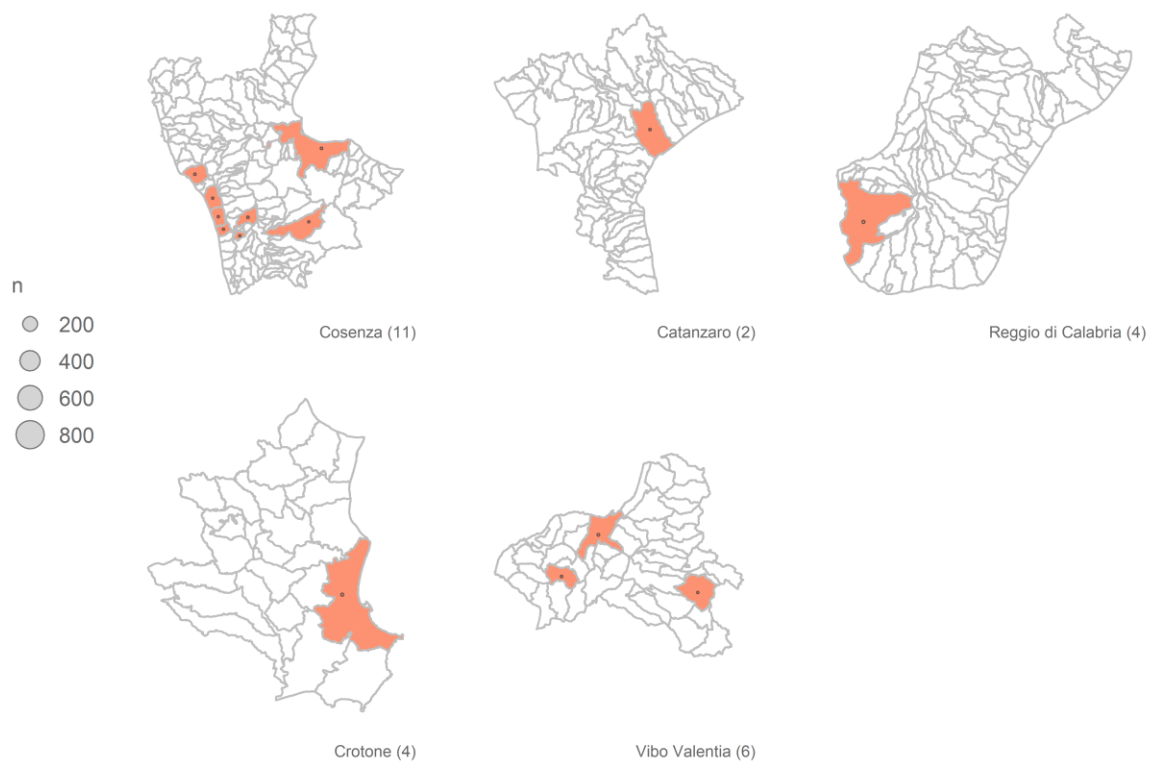 Cosenza (11)
Catanzaro (2)
Reggio di Calabria (4)
n
200
400
600
800
Crotone (4)
Vibo Valentia (6)